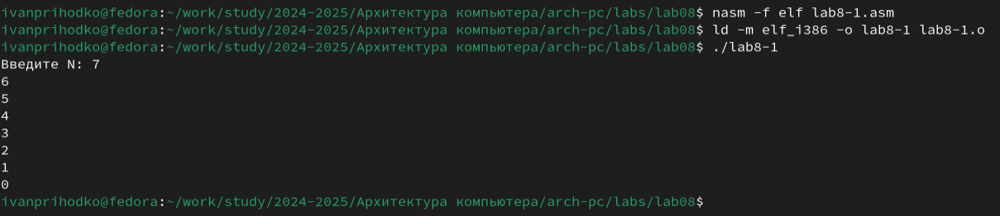 ivanprihodko@fedora:~/work/study/2024-2025/Архитектура компьютера/arch-pc/labs/lab08$ nasm -f elf lab8-1.asm
ivanprihodko@fedora:~/work/study/2024-2025/Архитектура компьютера/arch-pc/labs/lab08$ ld -m elf_i386 -o lab8-1 lab8-1.o
ivanprihodko@fedora:~/work/study/2024-2025/Архитектура компьютера/arch-pc/labs/lab08$ ./lab8-1
Введите N: 7
6
5
4
3
2
1
0
ivanprihodko@fedora:~/work/study/2024-2025/Архитектура компьютера/arch-pc/labs/lab08$